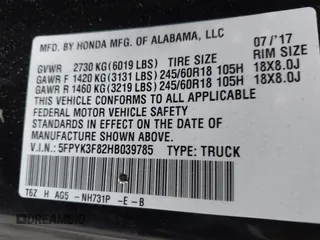 MFD. BY HONDA MFG. OF ALABAMA, LLC 07/'17
GVWR 2730 KG (6019 LBS) TIRE SIZE RIM SIZE
GAWR F 1420 KG (3131 LBS) 245/60R18 105H 18X8.0J
GAWR R 1460 KG (3219 LBS) 245/60R18 105H 18X8.0J
THIS VEHICLE CONFORMS TO ALL APPLICABLE
FEDERAL MOTOR VEHICLE SAFETY STANDARDS IN
EFFECT ON THE DATE OF MANUFACTURE SHOWN ABOVE.
V.I.N.: 5FPYK3F82HB039785 TYPE: TRUCK
T6Z H AG5 -NH731P -E -B
DREAMBID